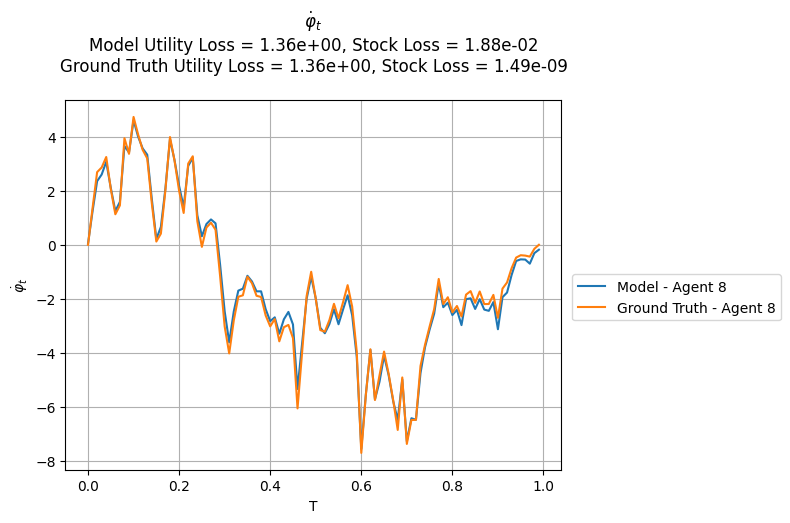 φ̇ₜ
Model Utility Loss = 1.36e+00, Stock Loss = 1.88e-02
Ground Truth Utility Loss = 1.36e+00, Stock Loss = 1.49e-09
φ̇ₜ
4
2
0
−2
−4
−6
−8
0.0
0.2
0.4
0.6
0.8
1.0
T
Model - Agent 8
Ground Truth - Agent 8